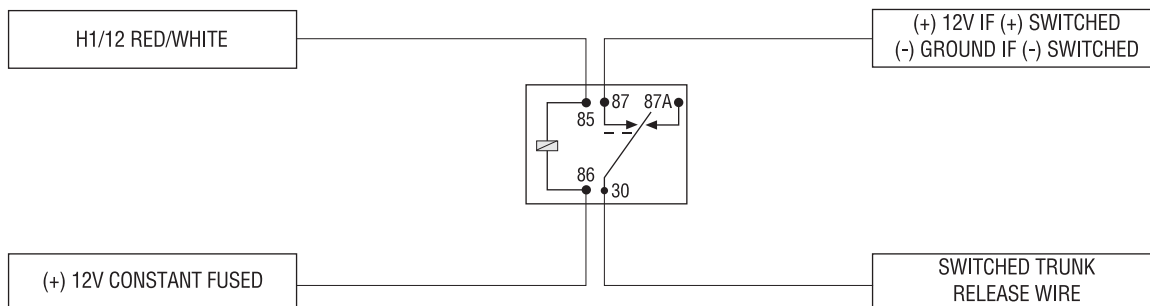 H1/12 RED/WHITE
(+) 12V IF (+) SWITCHED
(-) GROUND IF (-) SWITCHED
87 87A
85
86
30
(+) 12V CONSTANT FUSED
SWITCHED TRUNK
RELEASE WIRE